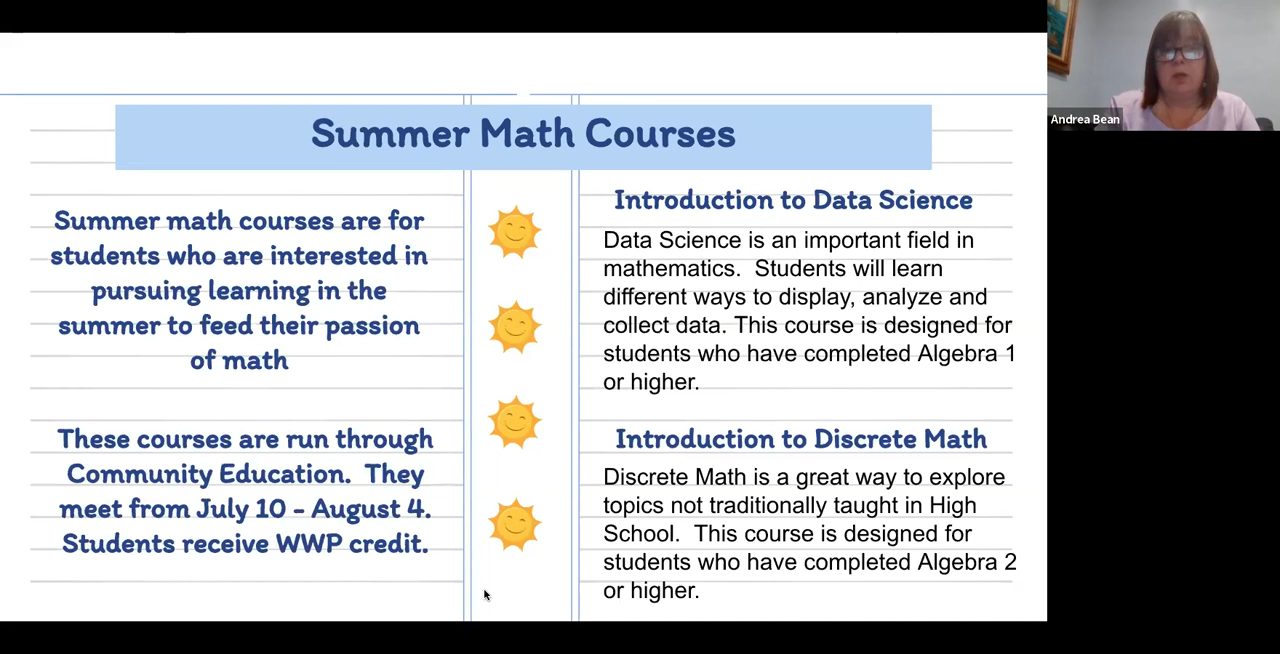 Summer Math Courses
Summer math courses are for
students who are interested in
pursuing learning in the
summer to feed their passion
of math
These courses are run through
Community Education.  They
meet from July 10 - August 4.
Students receive WWP credit.
Introduction to Data Science
Data Science is an important field in
mathematics.  Students will learn
different ways to display, analyze and
collect data. This course is designed for
students who have completed Algebra 1
or higher.
Introduction to Discrete Math
Discrete Math is a great way to explore
topics not traditionally taught in High
School.  This course is designed for
students who have completed Algebra 2
or higher.
Andrea Bean